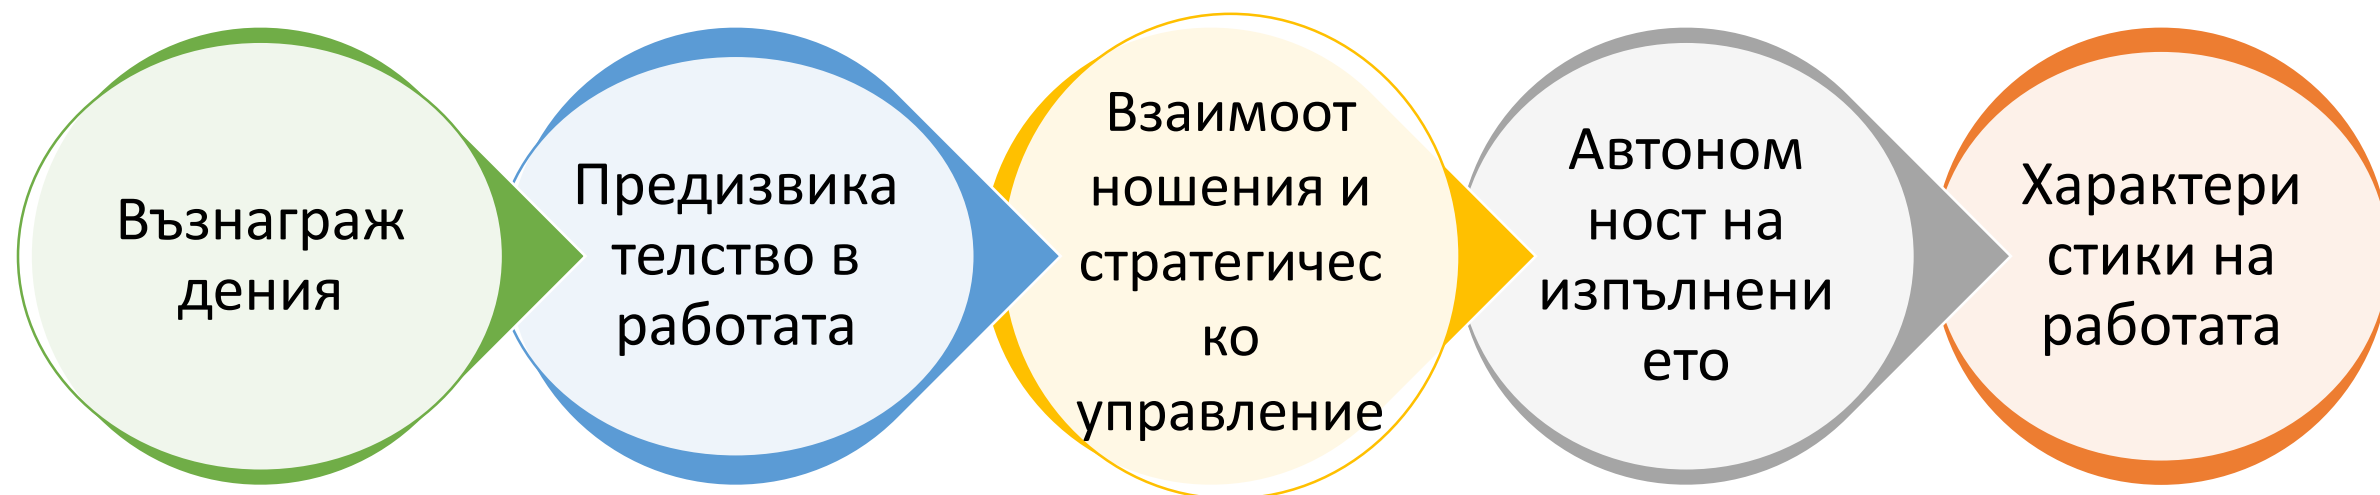 Възнаграж
дения
Предизвика
телство в
работата
Взаимоот
ношения и
стратегичес
ко
управление
Автоном
ност на
изпълнени
ето
Характери
стики на
работата